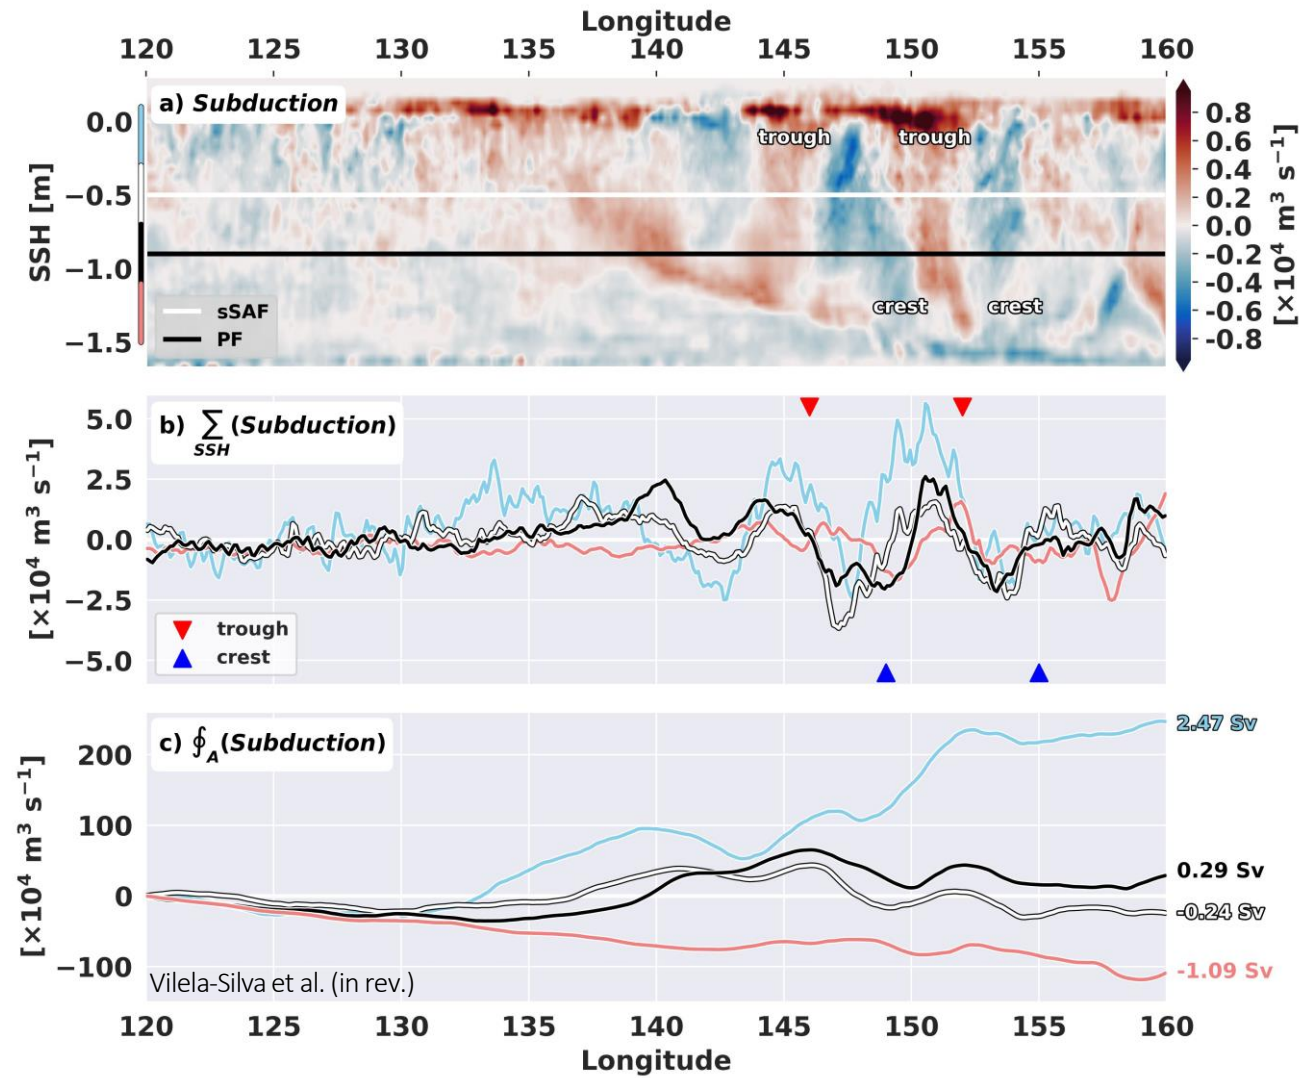 Longitude
120 125 130 135 140 145 150 155 160
a) Subduction
SSH [m]
0.0
−0.5
−1.0
−1.5
trough trough
crest crest
sSAF
PF
0.8
0.6
0.4
0.2
0.0
-0.2
-0.4
-0.6
-0.8
[×10⁴ m³ s⁻¹]
b) ∑ (Subduction)
SSH
[×10⁴ m³ s⁻¹]
5.0
2.5
0.0
−2.5
−5.0
trough
crest
c) ∮_A (Subduction)
[×10⁴ m³ s⁻¹]
200
100
0
−100
2.47 Sv
0.29 Sv
-0.24 Sv
-1.09 Sv
Vilela-Silva et al. (in rev.)
120 125 130 135 140 145 150 155 160
Longitude